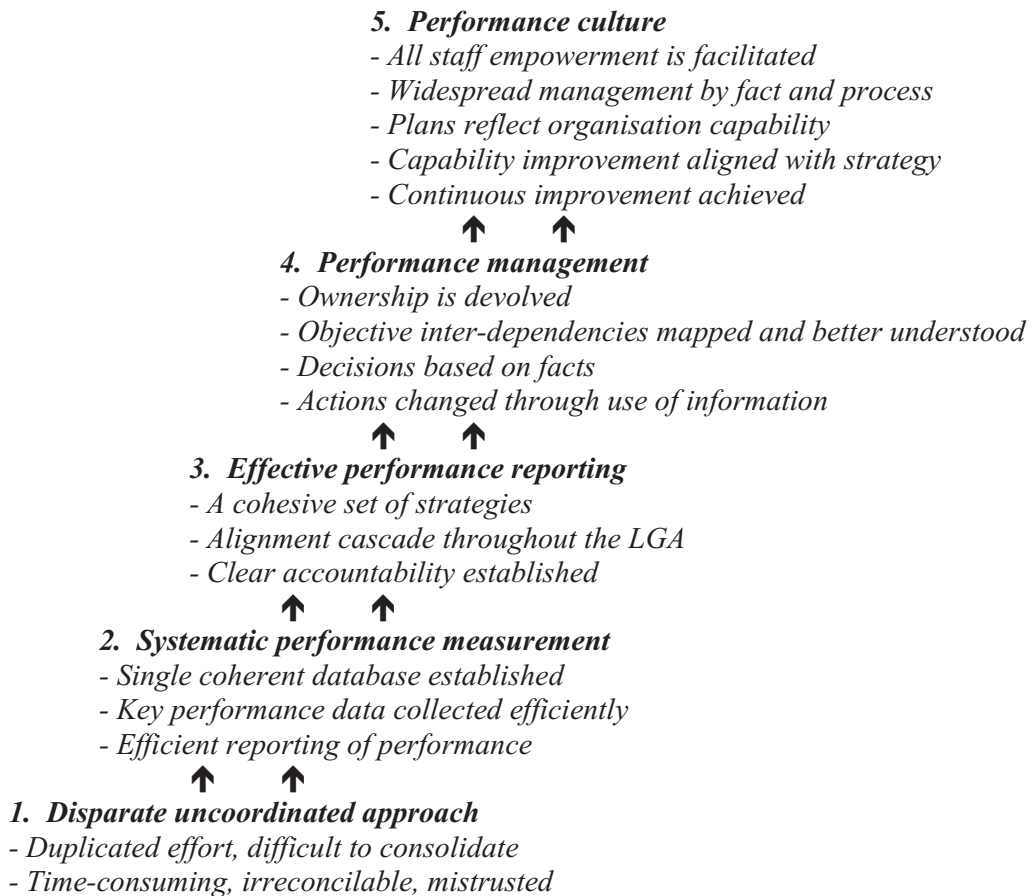 5. Performance culture
- All staff empowerment is facilitated
- Widespread management by fact and process
- Plans reflect organisation capability
- Capability improvement aligned with strategy
- Continuous improvement achieved
4. Performance management
- Ownership is devolved
- Objective inter-dependencies mapped and better understood
- Decisions based on facts
- Actions changed through use of information
3. Effective performance reporting
- A cohesive set of strategies
- Alignment cascade throughout the LGA
- Clear accountability established
2. Systematic performance measurement
- Single coherent database established
- Key performance data collected efficiently
- Efficient reporting of performance
1. Disparate uncoordinated approach
- Duplicated effort, difficult to consolidate
- Time-consuming, irreconcilable, mistrusted